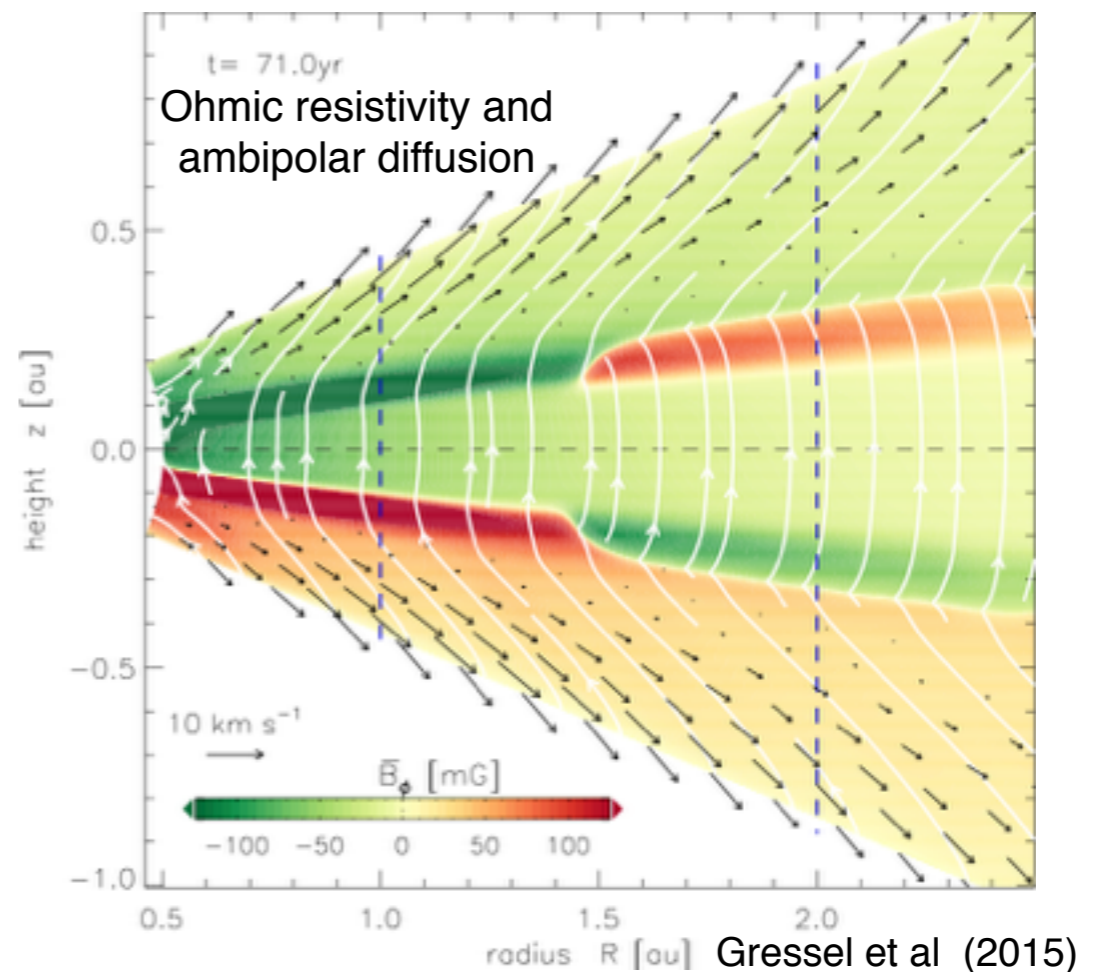 t= 71.0yr
Ohmic resistivity and
ambipolar diffusion
0.5
0.0
−0.5
−1.0
height z [au]
10 km s⁻¹
B̅ϕ [mG]
−100 −50 0 50 100
0.5 1.0 1.5 2.0
radius R [au]
Gressel et al (2015)